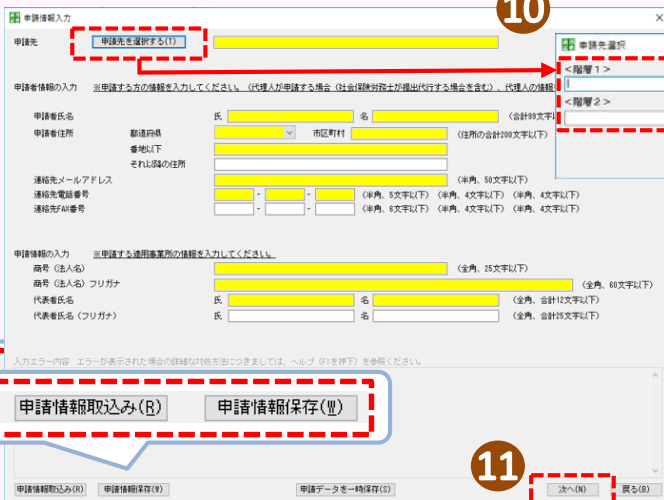 10
申請情報入力
申請先 申請先を選択する(T)
申請先選択
<階層1>
<階層2>
申請者情報の入力 ※申請する方の情報を入力してください。(代理人が申請する場合(社会保険労務士が提出代行する場合を含む)、代理人の情報
申請者氏名 氏 名 (合計38文字
申請者住所 都道府県 市区町村 (住所の合計200文字以下)
番地以下
それ以降の住所
連絡先メールアドレス (半角、50文字以下)
連絡先電話番号 - - (半角、5文字以下) (半角、4文字以下) (半角、4文字以下)
連絡先FAX番号 - - (半角、6文字以下) (半角、4文字以下) (半角、4文字以下)
申請情報の入力 ※申請する適用事業所の情報を入力してください。
商号(法人名) (全角、25文字以下)
商号(法人名)フリガナ (全角、60文字以下)
代表者氏名 氏 名 (全角、合計12文字以下)
代表者氏名(フリガナ) 氏 名 (全角、合計25文字以下)
入力エラー内容 エラーが表示された場合の詳細な対処方法につきましては、ヘルプ(F1を押下)を参照ください。
申請情報取込み(R) 申請情報保存(W)
11
申請情報取込み(R) 申請情報保存(W) 申請データを一時保存(S) 次へ(N) 戻る(B)